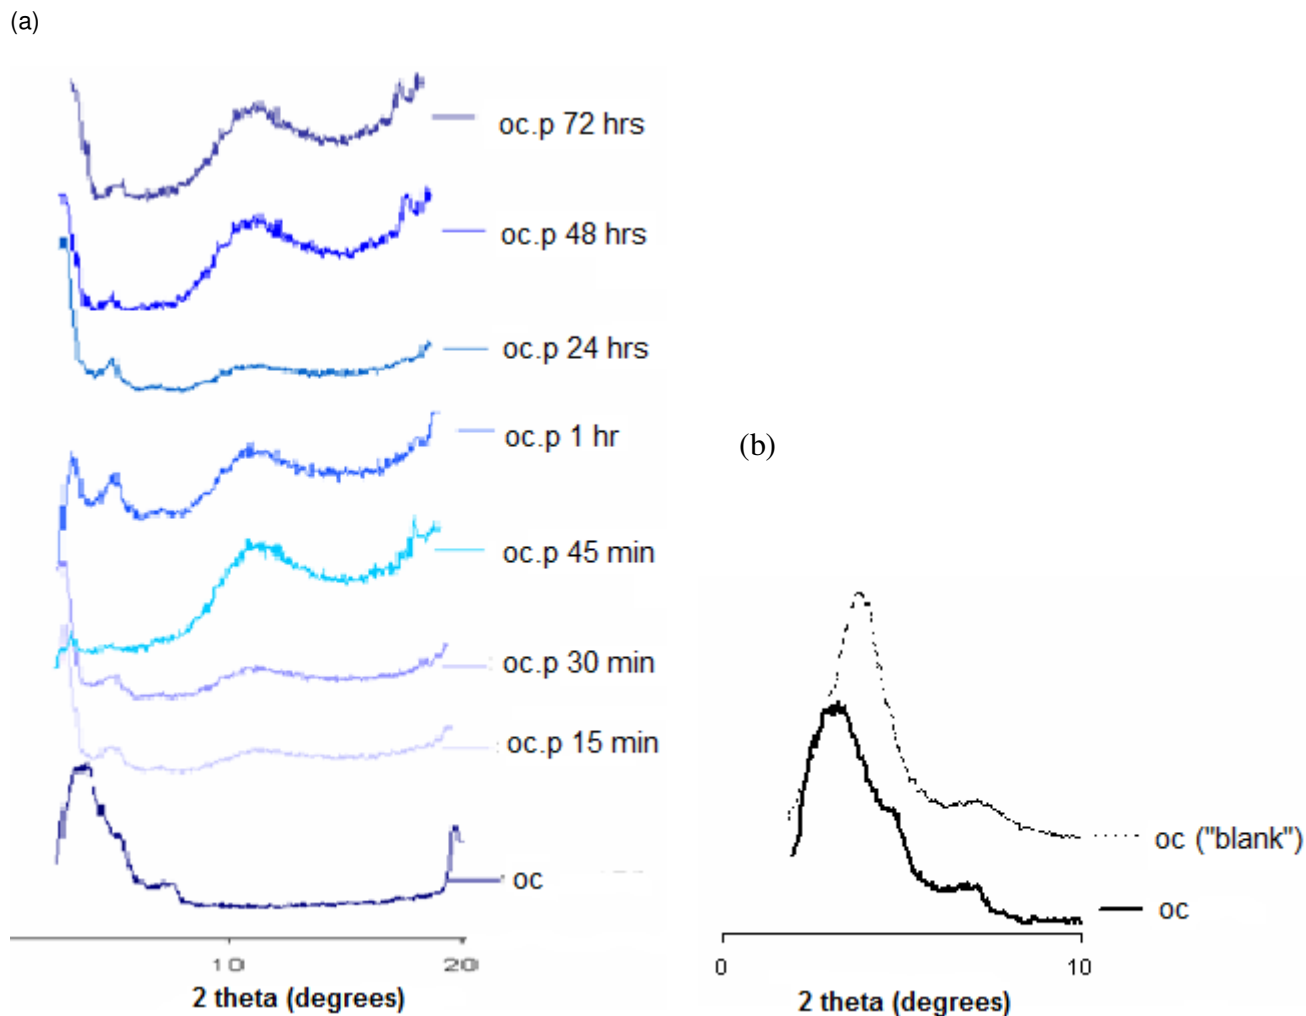 (a)
oc.p 72 hrs
oc.p 48 hrs
oc.p 24 hrs
oc.p 1 hr
oc.p 45 min
oc.p 30 min
oc.p 15 min
oc
10 20
2 theta (degrees)
(b)
oc ("blank")
oc
0 10
2 theta (degrees)